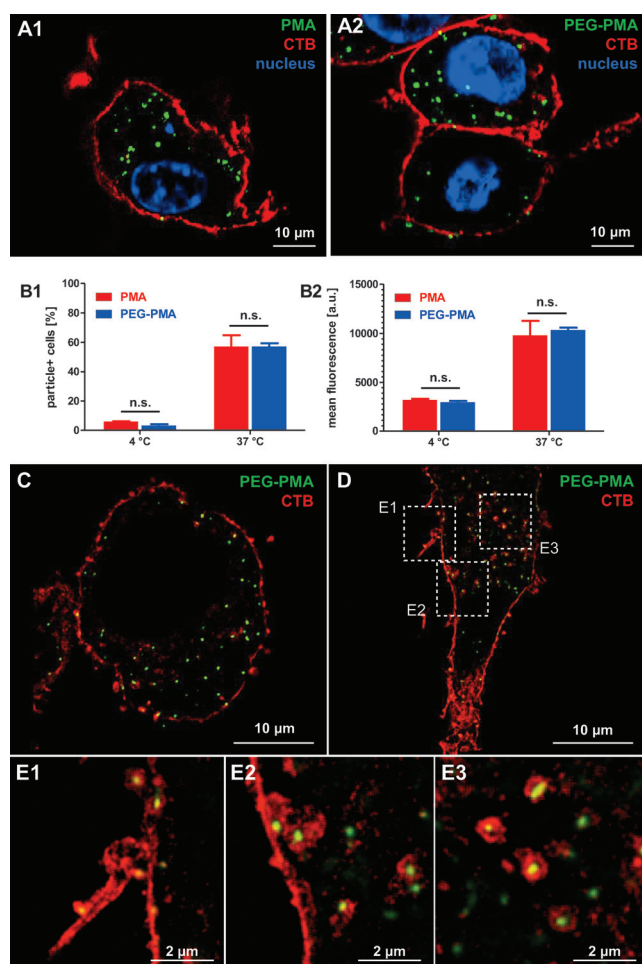 A1
PMA
CTB
nucleus
10 µm
A2
PEG-PMA
CTB
nucleus
10 µm
B1
PMA
PEG-PMA
particle+ cells [%]
100
80
60
40
20
0
n.s.
n.s.
4 °C
37 °C
B2
PMA
PEG-PMA
mean fluorescence [a.u.]
15000
10000
5000
0
n.s.
n.s.
4 °C
37 °C
C
PEG-PMA
CTB
10 µm
D
PEG-PMA
CTB
E1
E2
E3
10 µm
E1
2 µm
E2
2 µm
E3
2 µm